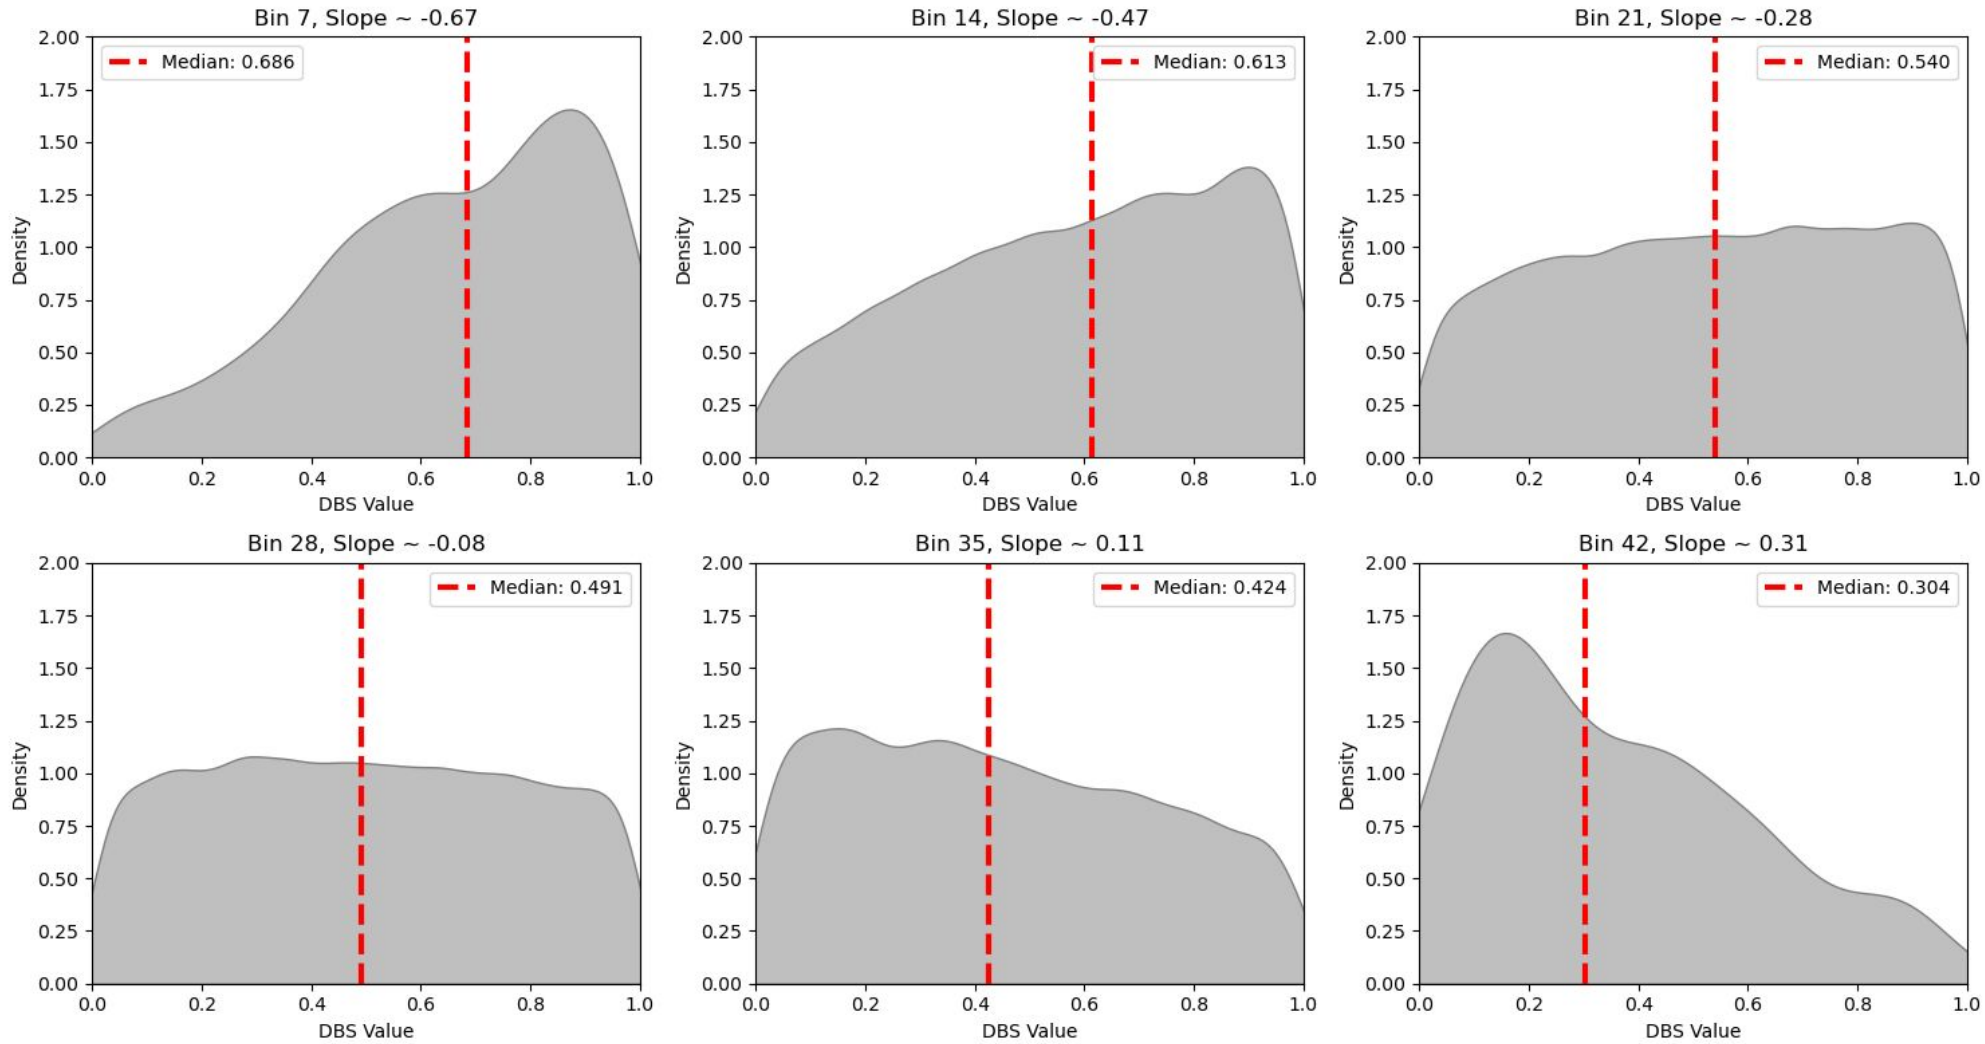 Bin 7, Slope ~ -0.67
Median: 0.686
2.00
1.75
1.50
1.25
1.00
0.75
0.50
0.25
0.00
Density
0.0 0.2 0.4 0.6 0.8 1.0
DBS Value
Bin 14, Slope ~ -0.47
Median: 0.613
2.00
1.75
1.50
1.25
1.00
0.75
0.50
0.25
0.00
Density
0.0 0.2 0.4 0.6 0.8 1.0
DBS Value
Bin 21, Slope ~ -0.28
Median: 0.540
2.00
1.75
1.50
1.25
1.00
0.75
0.50
0.25
0.00
Density
0.0 0.2 0.4 0.6 0.8 1.0
DBS Value
Bin 28, Slope ~ -0.08
Median: 0.491
2.00
1.75
1.50
1.25
1.00
0.75
0.50
0.25
0.00
Density
0.0 0.2 0.4 0.6 0.8 1.0
DBS Value
Bin 35, Slope ~ 0.11
Median: 0.424
2.00
1.75
1.50
1.25
1.00
0.75
0.50
0.25
0.00
Density
0.0 0.2 0.4 0.6 0.8 1.0
DBS Value
Bin 42, Slope ~ 0.31
Median: 0.304
2.00
1.75
1.50
1.25
1.00
0.75
0.50
0.25
0.00
Density
0.0 0.2 0.4 0.6 0.8 1.0
DBS Value